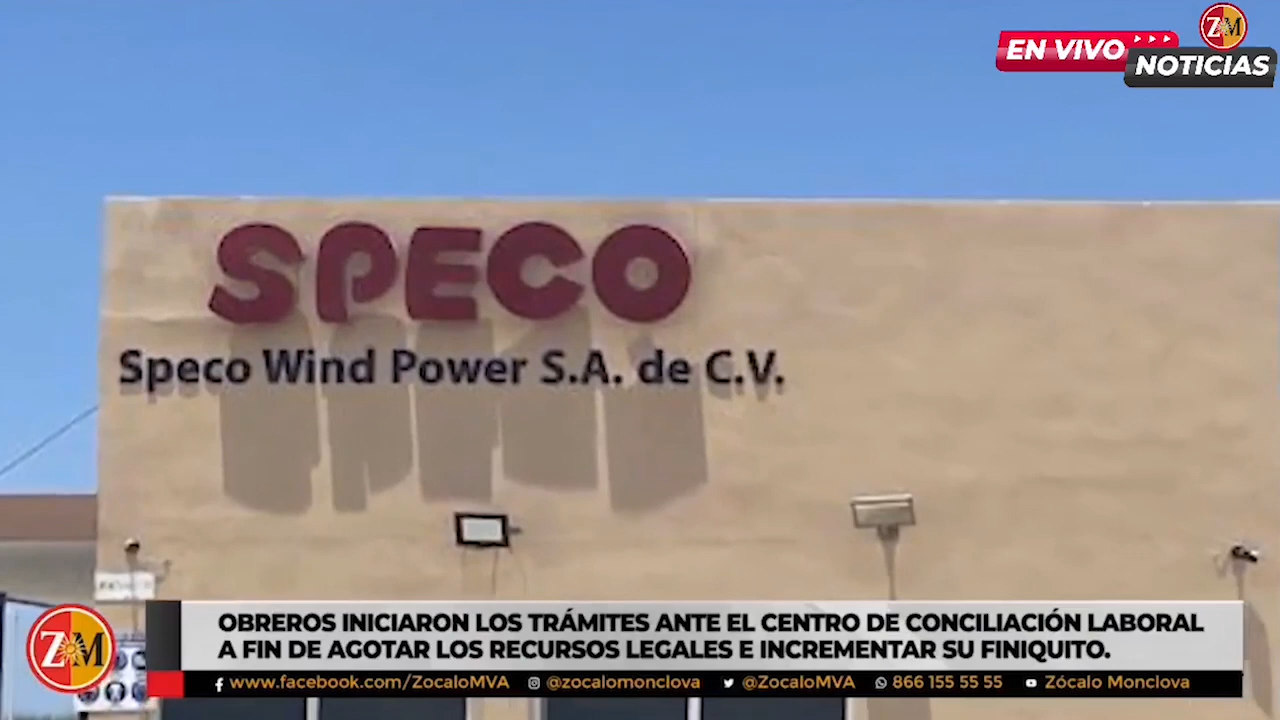 EN VIVO
ZM
NOTICIAS
SPECO
Speco Wind Power S.A. de C.V.
OBREROS INICIARON LOS TRÁMITES ANTE EL CENTRO DE CONCILIACIÓN LABORAL
A FIN DE AGOTAR LOS RECURSOS LEGALES E INCREMENTAR SU FINIQUITO.
ZM
www.facebook.com/ZocaloMVA @zocalomonclova @ZocaloMVA 866 155 55 55 Zócalo Monclova